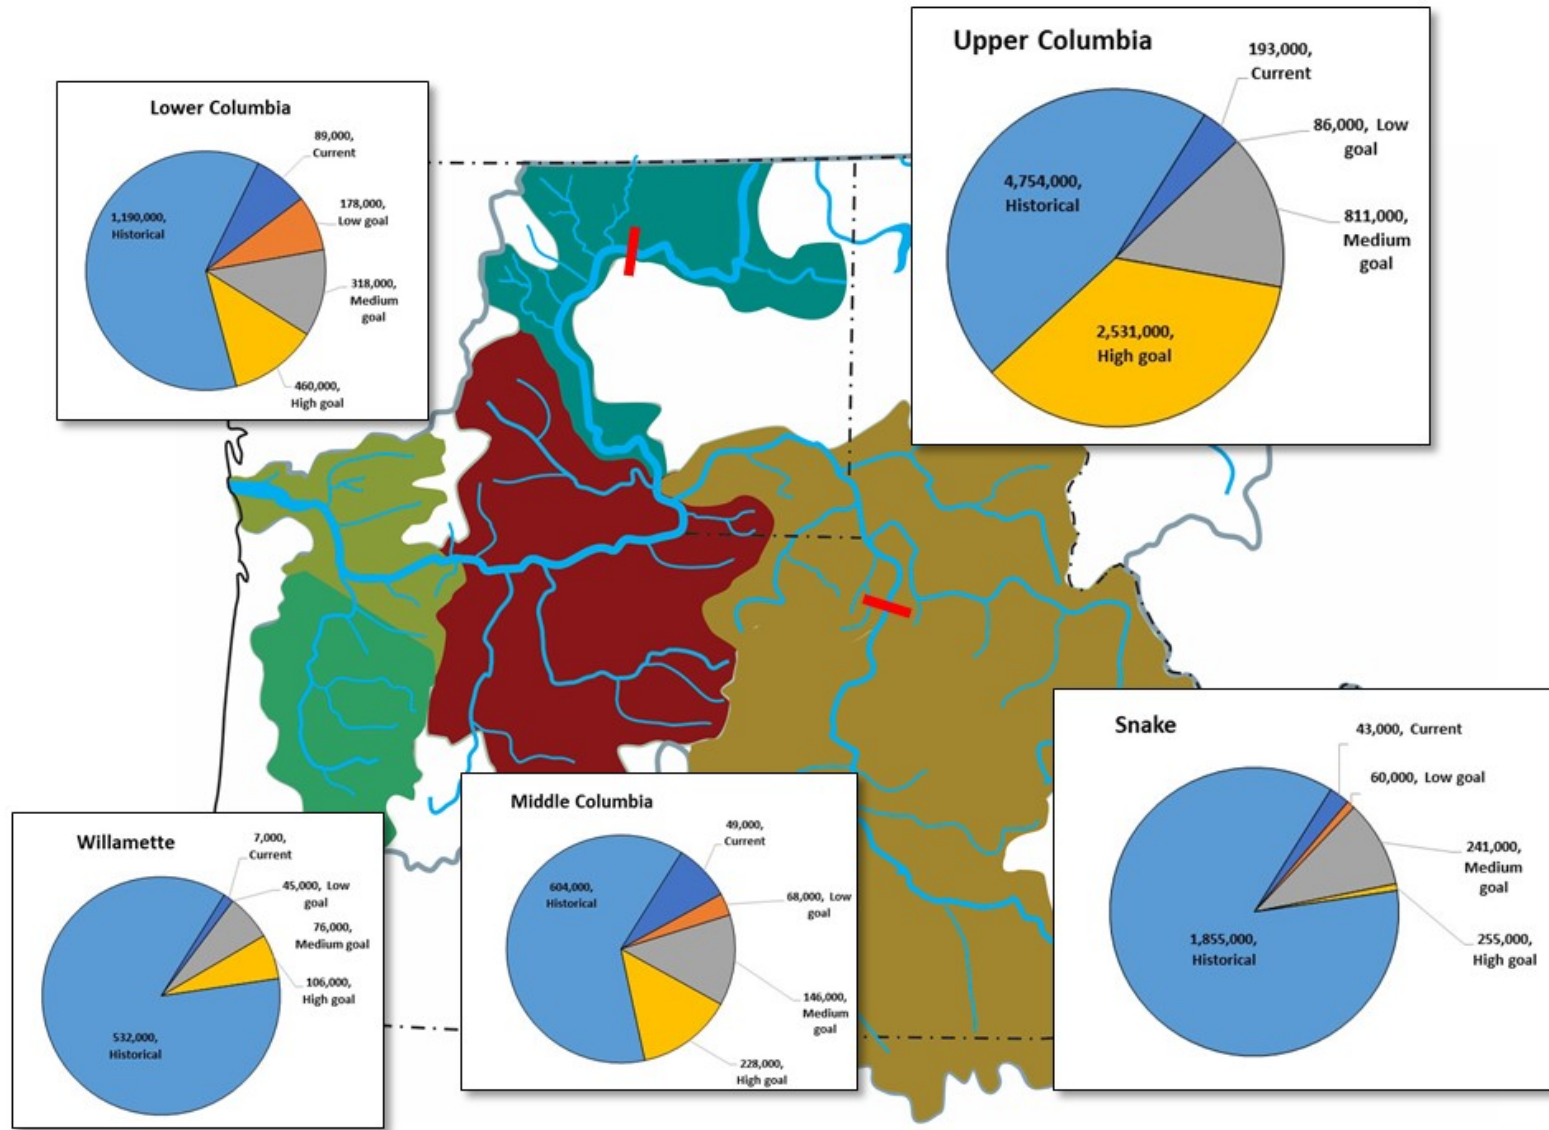 Upper Columbia
193,000,
Current
86,000, Low
goal
4,754,000,
Historical
811,000,
Medium
goal
2,531,000,
High goal
Lower Columbia
89,000,
Current
178,000,
Low goal
1,190,000,
Historical
318,000,
Medium
goal
460,000,
High goal
Snake
43,000, Current
60,000, Low goal
241,000,
Medium
goal
1,855,000,
Historical
255,000,
High goal
Middle Columbia
49,000,
Current
604,000,
Historical
68,000, Low
goal
146,000,
Medium
goal
228,000,
High goal
Willamette
7,000,
Current
45,000, Low
goal
76,000,
Medium goal
106,000,
High goal
532,000,
Historical